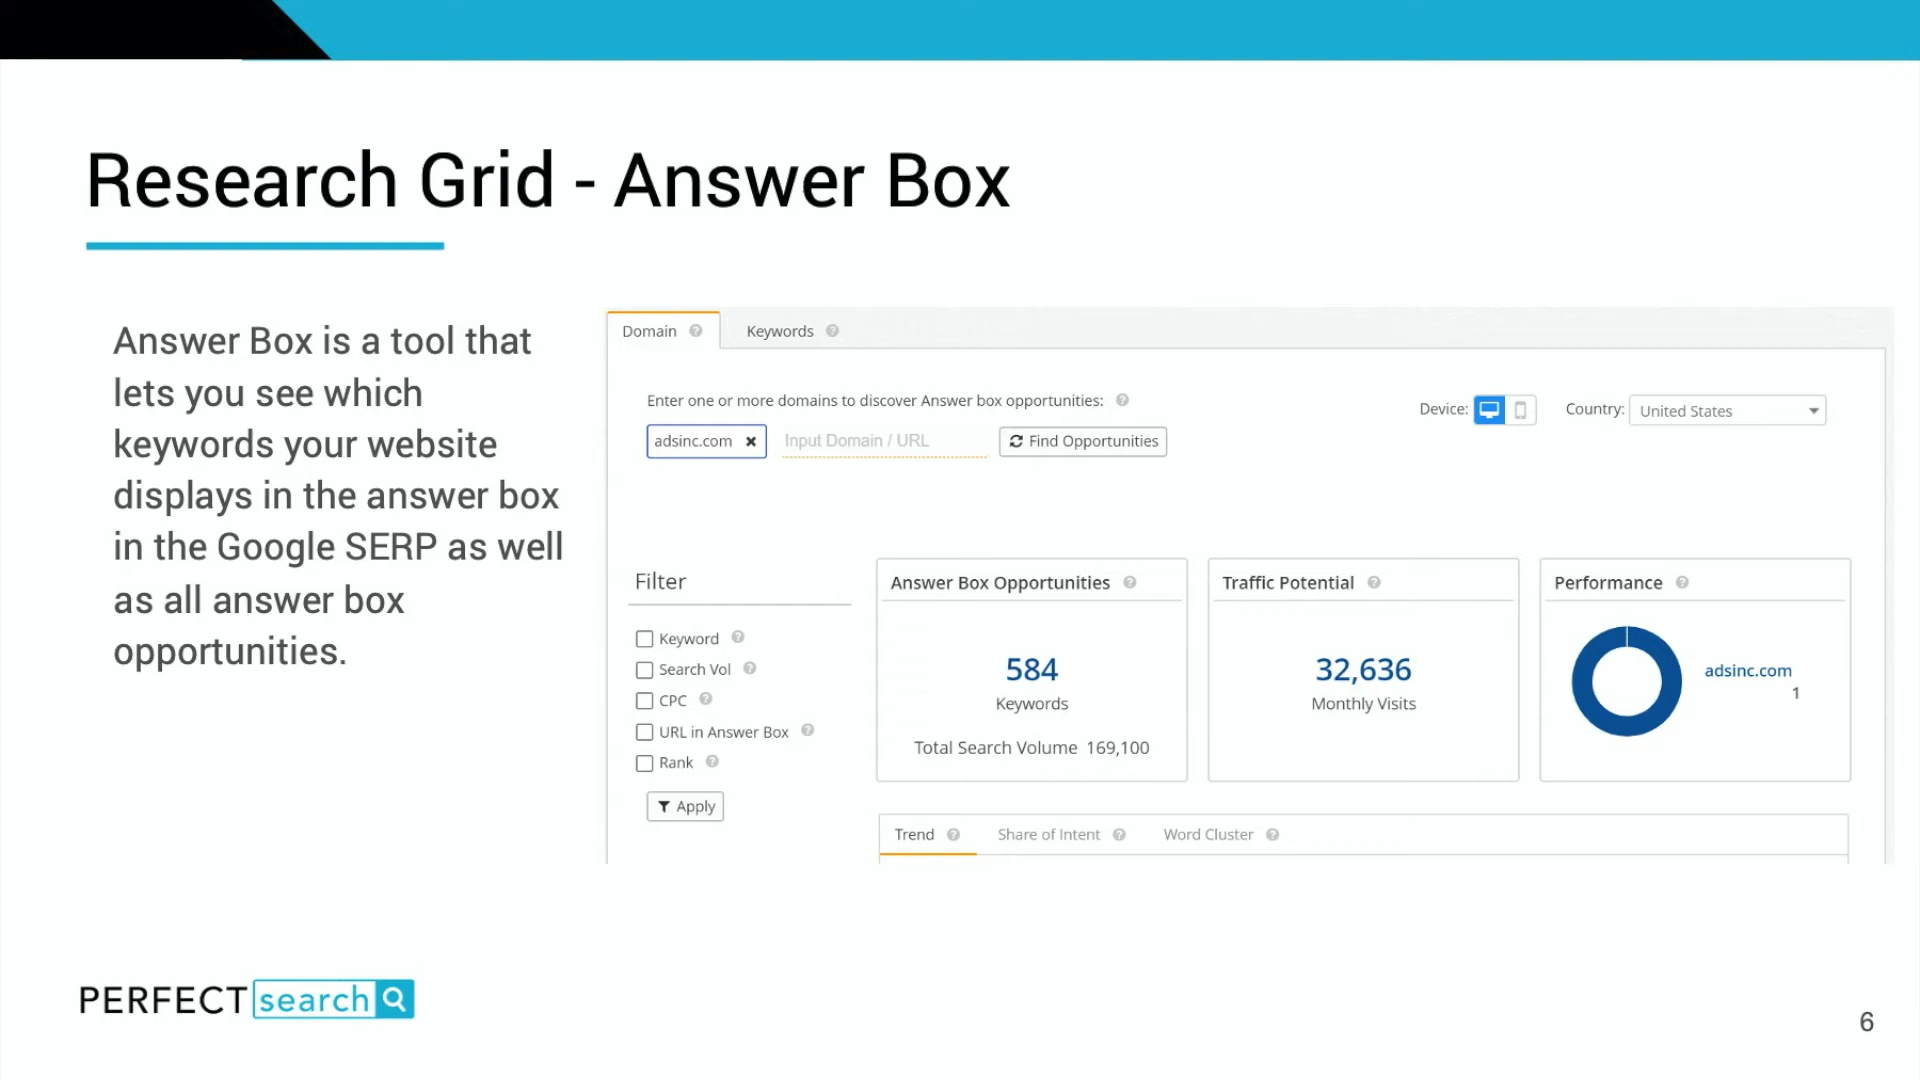 Research Grid - Answer Box
Answer Box is a tool that
lets you see which
keywords your website
displays in the answer box
in the Google SERP as well
as all answer box
opportunities.
Domain ?
Keywords ?
Enter one or more domains to discover Answer box opportunities: ?
Device:
Country: United States
adsinc.com ×
Input Domain / URL
Find Opportunities
Filter
Keyword ?
Search Vol ?
CPC ?
URL in Answer Box ?
Rank ?
Apply
Answer Box Opportunities ?
584
Keywords
Total Search Volume 169,100
Traffic Potential ?
32,636
Monthly Visits
Performance ?
adsinc.com
1
Trend ?
Share of Intent ?
Word Cluster ?
PERFECT search
6